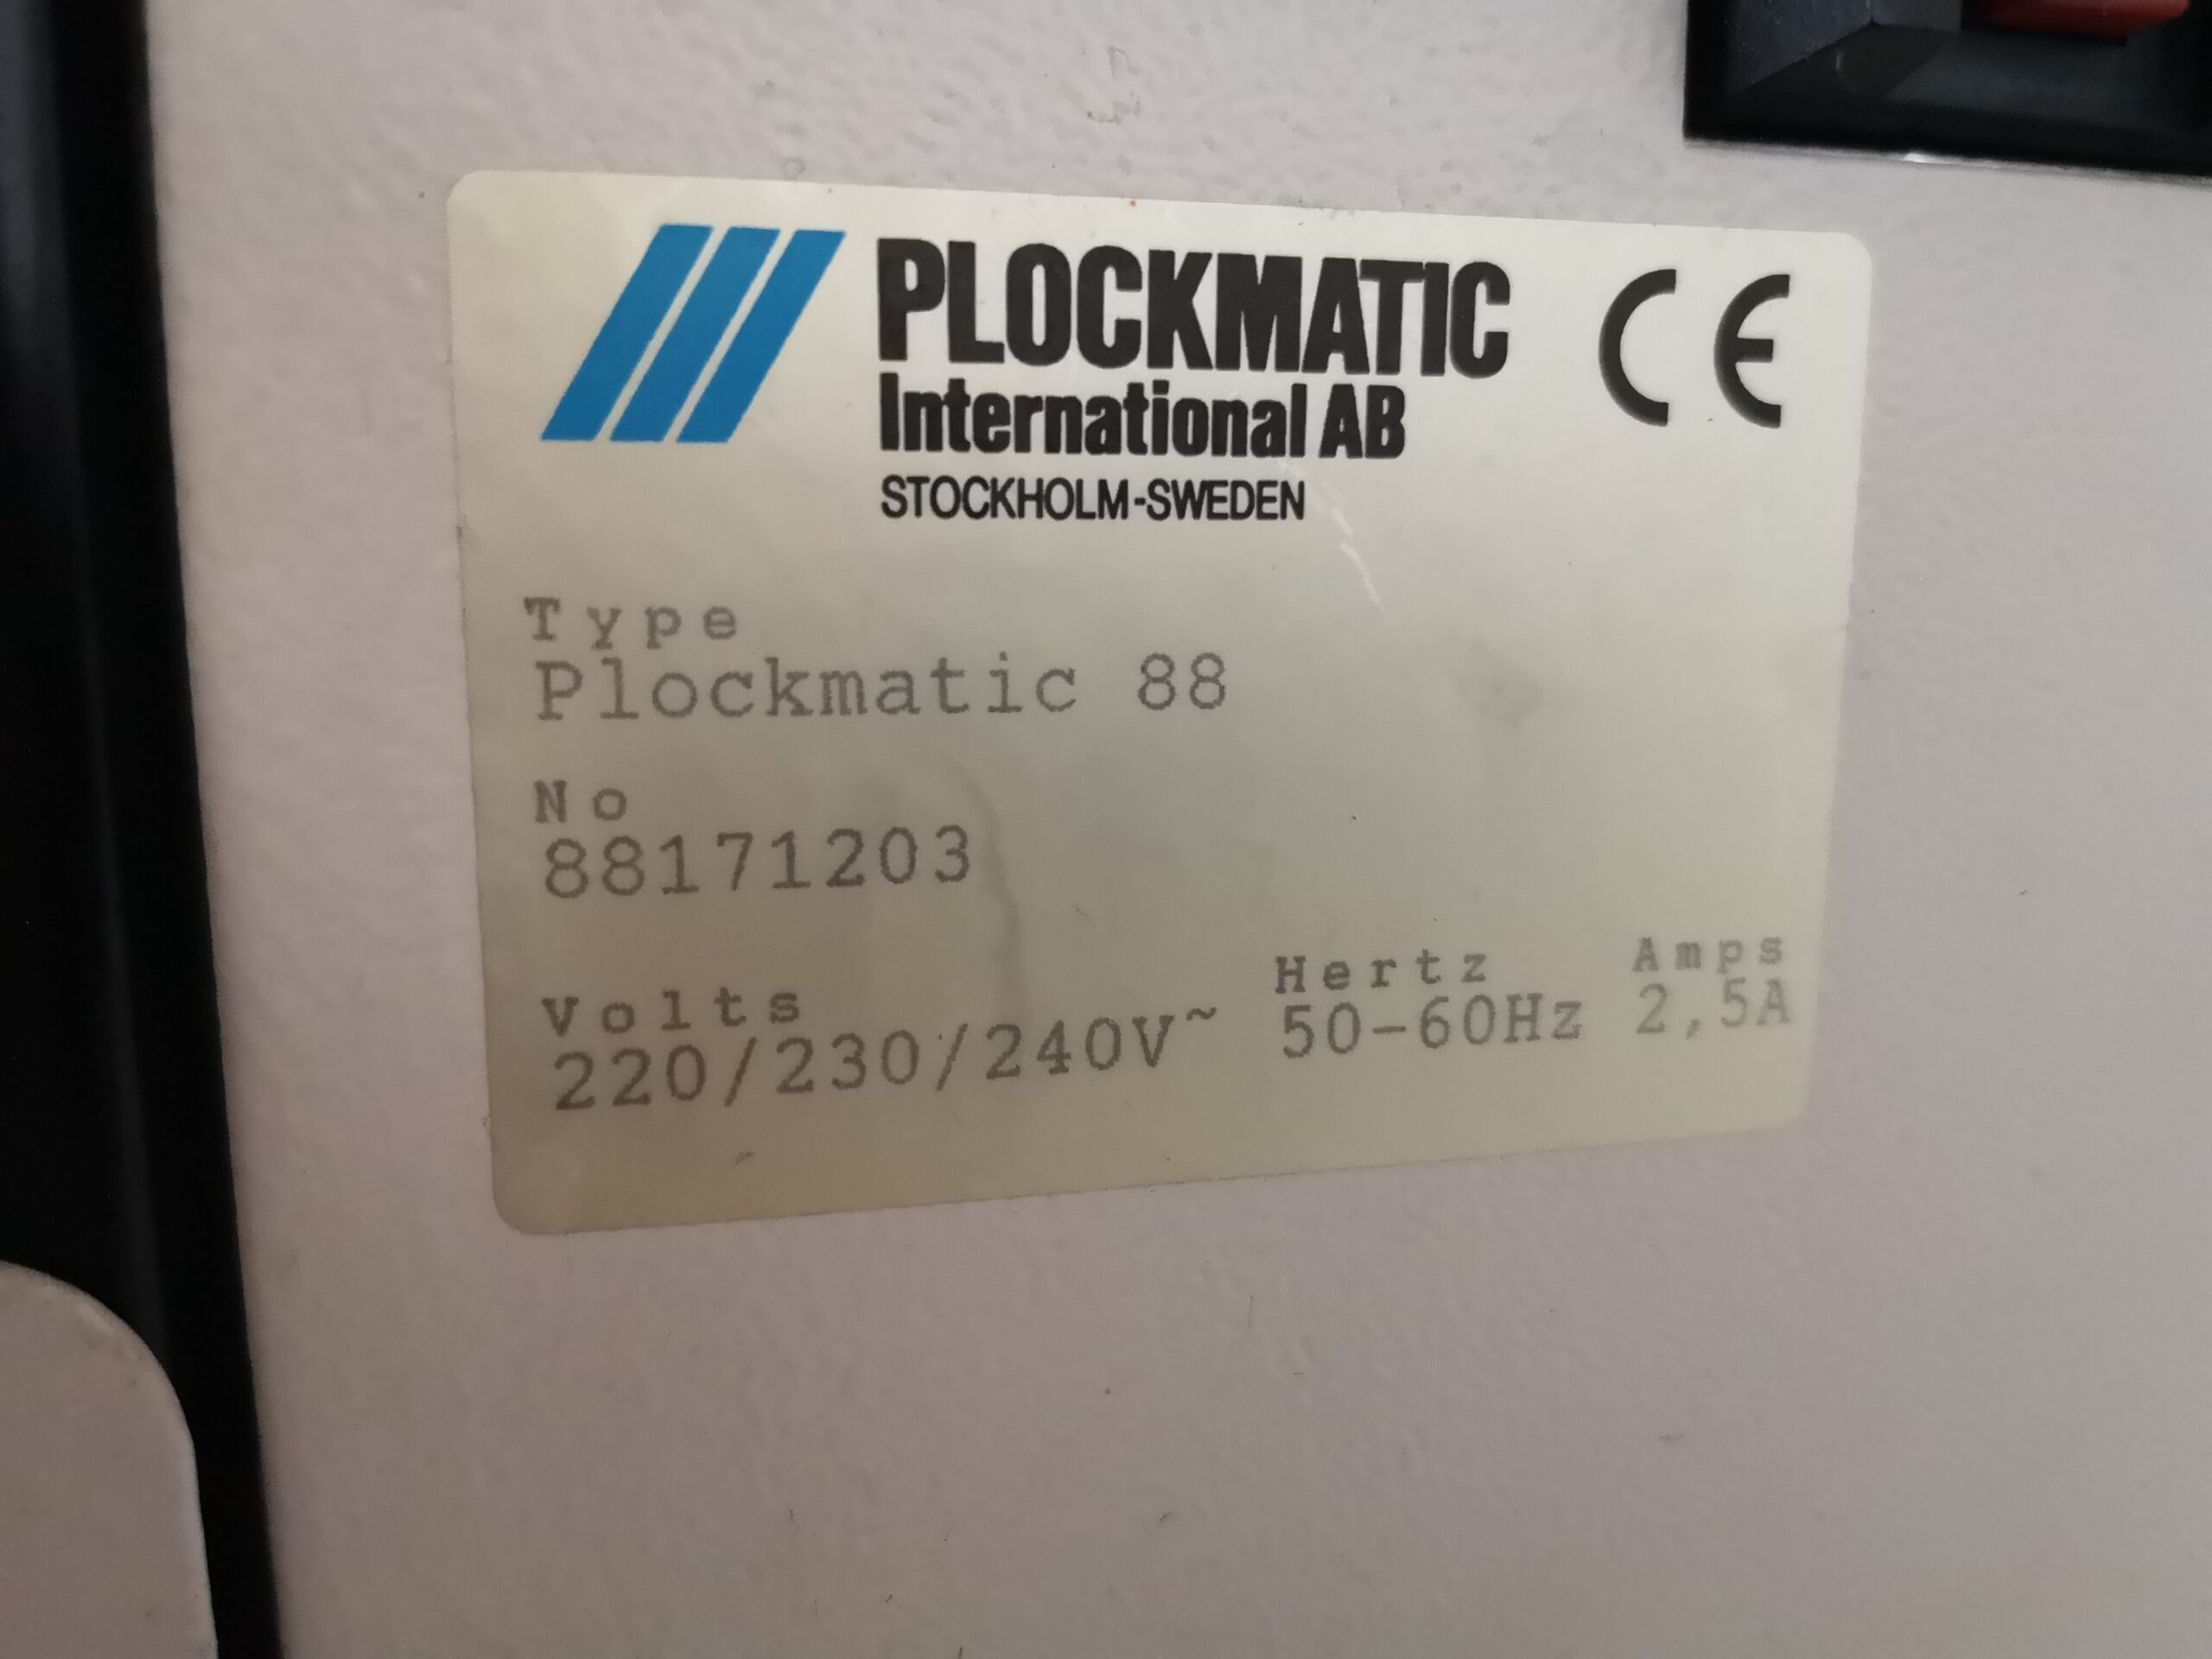 PLOCKMATIC
International AB
STOCKHOLM-SWEDEN
CE
Type
Plockmatic 88
No
88171203
Volts Hertz Amps
220/230/240V~ 50-60Hz 2,5A